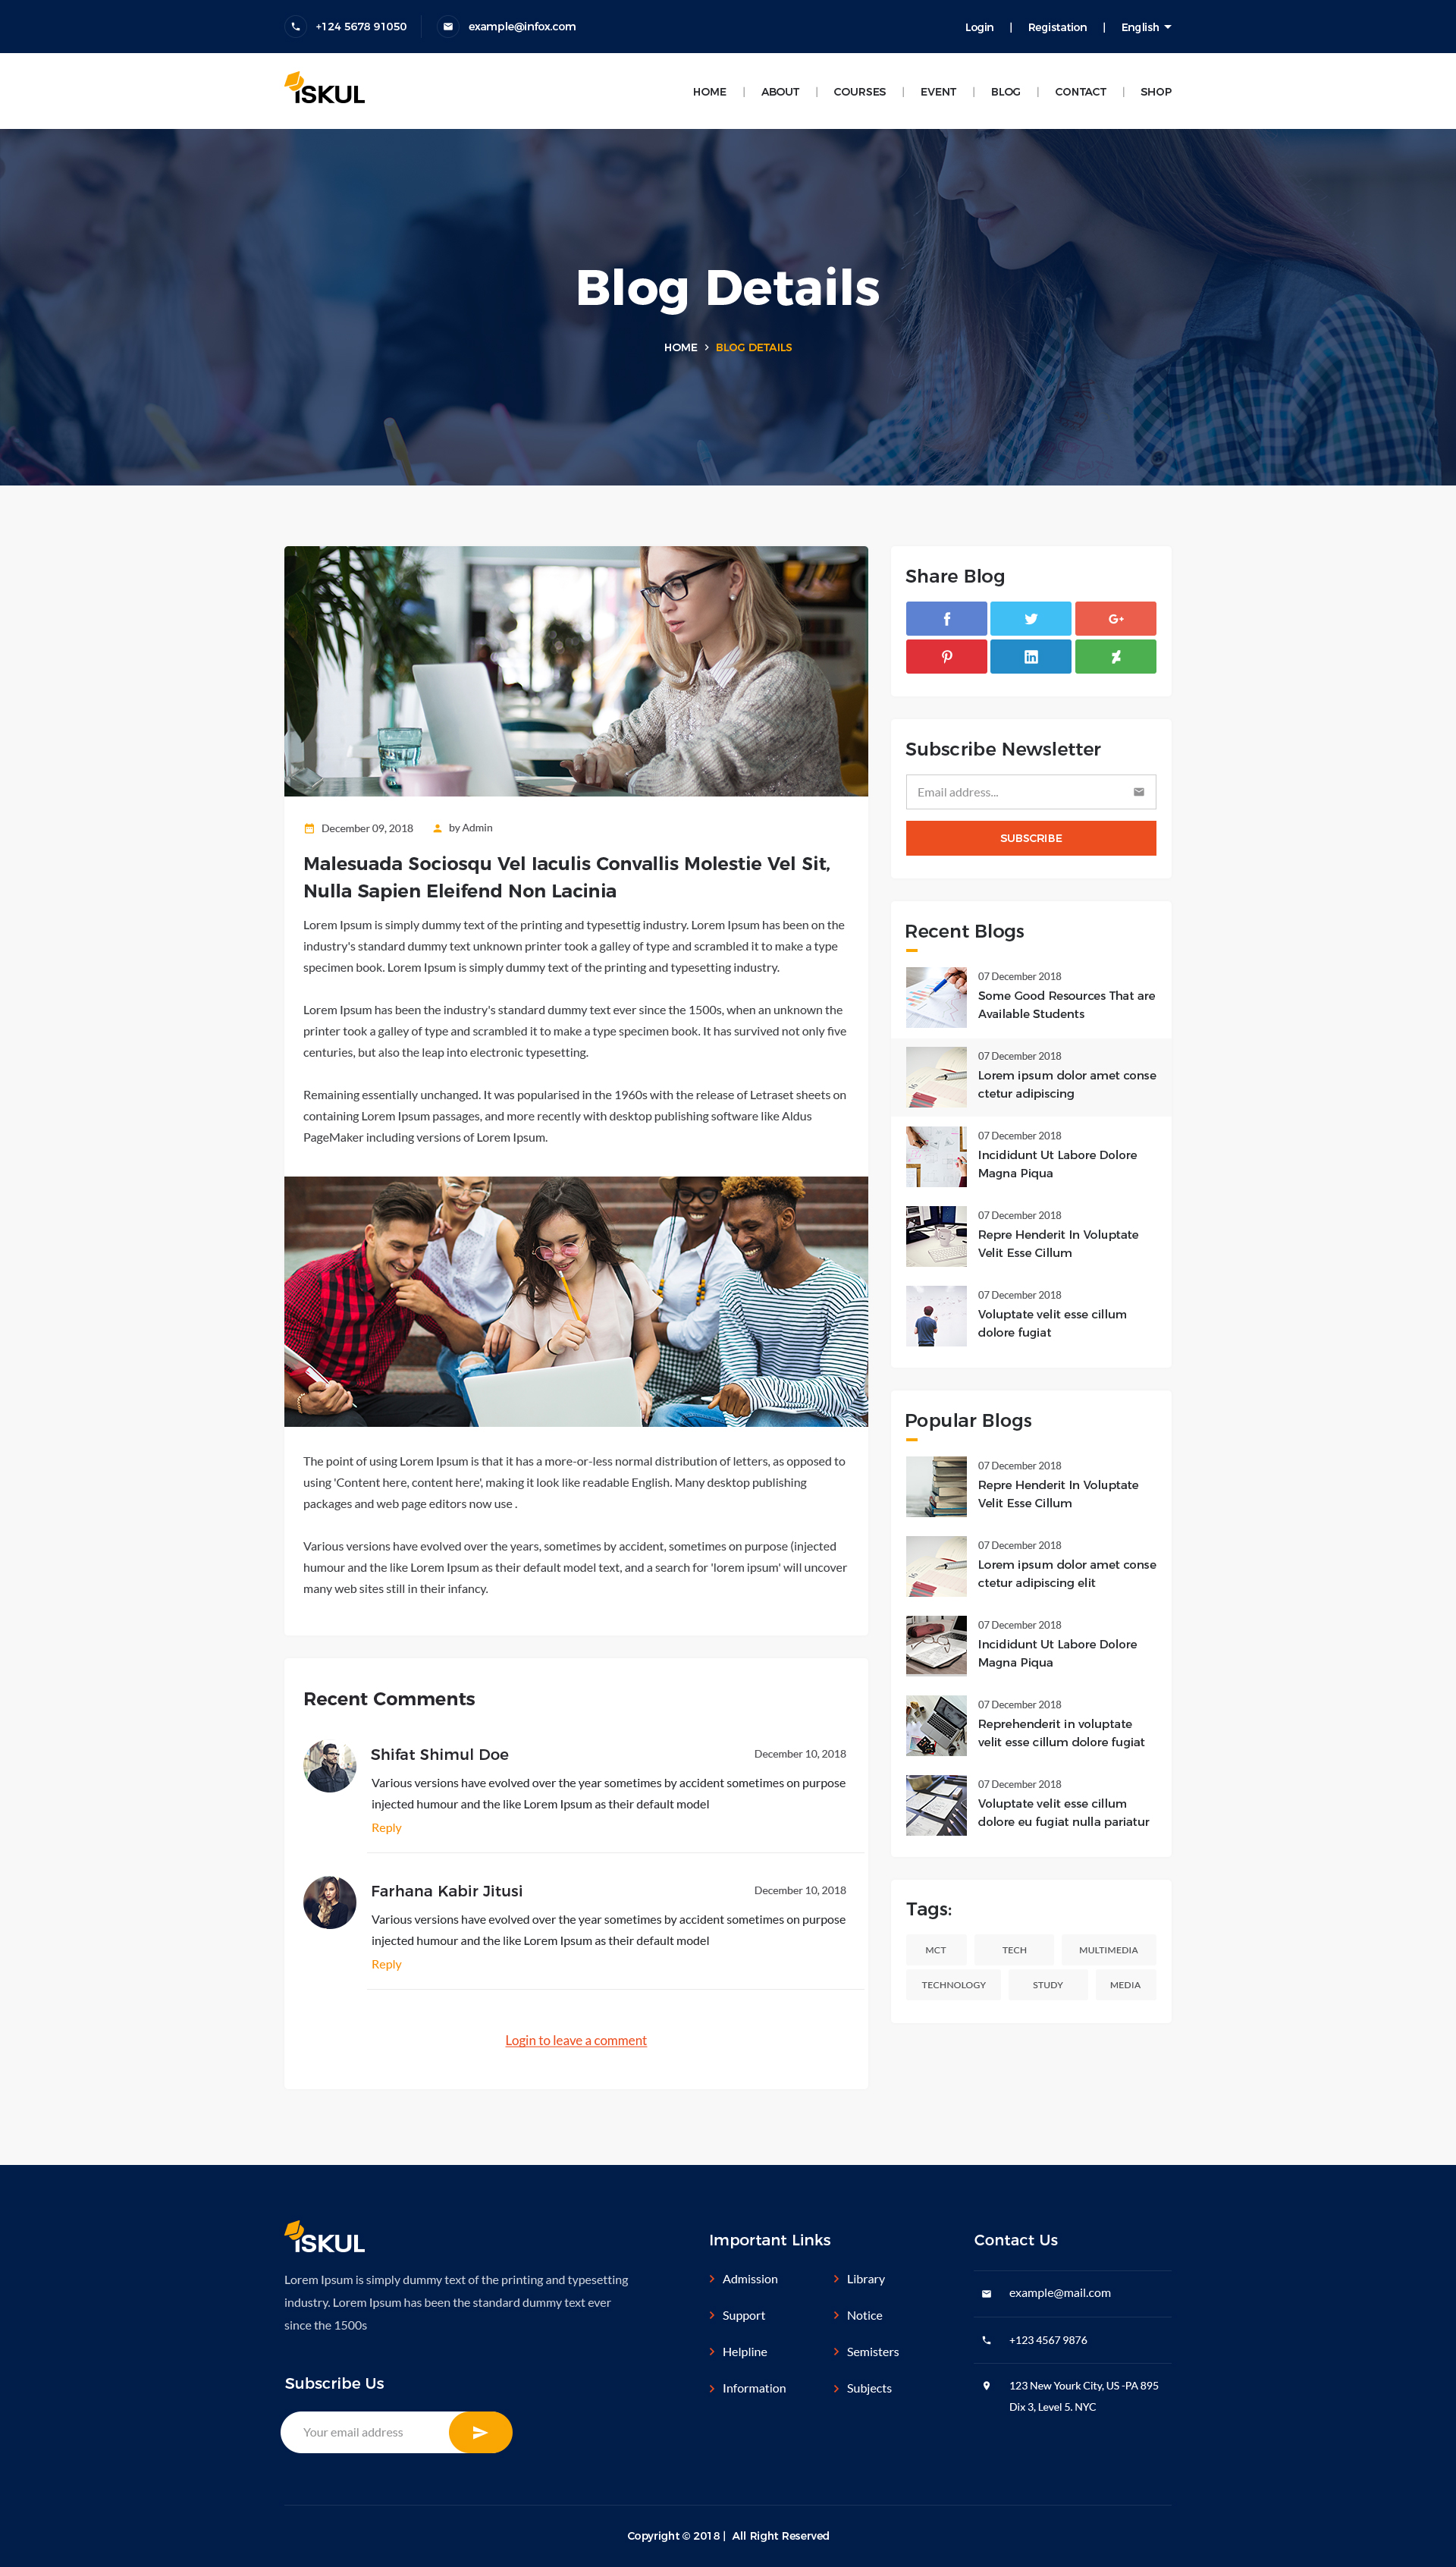 +124 5678 91050
example@infox.com
Login | Registation | English
ISKUL
HOME | ABOUT | COURSES | EVENT | BLOG | CONTACT | SHOP
Blog Details
HOME > BLOG DETAILS
December 09, 2018 by Admin
Malesuada Sociosqu Vel Iaculis Convallis Molestie Vel Sit,
Nulla Sapien Eleifend Non Lacinia
Lorem Ipsum is simply dummy text of the printing and typesettig industry. Lorem Ipsum has been on the
industry's standard dummy text unknown printer took a galley of type and scrambled it to make a type
specimen book. Lorem Ipsum is simply dummy text of the printing and typesetting industry.
Lorem Ipsum has been the industry's standard dummy text ever since the 1500s, when an unknown the
printer took a galley of type and scrambled it to make a type specimen book. It has survived not only five
centuries, but also the leap into electronic typesetting.
Remaining essentially unchanged. It was popularised in the 1960s with the release of Letraset sheets on
containing Lorem Ipsum passages, and more recently with desktop publishing software like Aldus
PageMaker including versions of Lorem Ipsum.
The point of using Lorem Ipsum is that it has a more-or-less normal distribution of letters, as opposed to
using 'Content here, content here', making it look like readable English. Many desktop publishing
packages and web page editors now use .
Various versions have evolved over the years, sometimes by accident, sometimes on purpose (injected
humour and the like Lorem Ipsum as their default model text, and a search for 'lorem ipsum' will uncover
many web sites still in their infancy.
Recent Comments
Shifat Shimul Doe
December 10, 2018
Various versions have evolved over the year sometimes by accident sometimes on purpose
injected humour and the like Lorem Ipsum as their default model
Reply
Farhana Kabir Jitusi
December 10, 2018
Various versions have evolved over the year sometimes by accident sometimes on purpose
injected humour and the like Lorem Ipsum as their default model
Reply
Login to leave a comment
Share Blog
f
G+
in
Subscribe Newsletter
Email address...
SUBSCRIBE
Recent Blogs
07 December 2018
Some Good Resources That are
Available Students
07 December 2018
Lorem ipsum dolor amet conse
ctetur adipiscing
07 December 2018
Incididunt Ut Labore Dolore
Magna Piqua
07 December 2018
Repre Henderit In Voluptate
Velit Esse Cillum
07 December 2018
Voluptate velit esse cillum
dolore fugiat
Popular Blogs
07 December 2018
Repre Henderit In Voluptate
Velit Esse Cillum
07 December 2018
Lorem ipsum dolor amet conse
ctetur adipiscing elit
07 December 2018
Incididunt Ut Labore Dolore
Magna Piqua
07 December 2018
Reprehenderit in voluptate
velit esse cillum dolore fugiat
07 December 2018
Voluptate velit esse cillum
dolore eu fugiat nulla pariatur
Tags:
MCT TECH MULTIMEDIA
TECHNOLOGY STUDY MEDIA
ISKUL
Lorem Ipsum is simply dummy text of the printing and typesetting
industry. Lorem Ipsum has been the standard dummy text ever
since the 1500s
Subscribe Us
Your email address
Important Links
Admission
Library
Support
Notice
Helpline
Semisters
Information
Subjects
Contact Us
example@mail.com
+123 4567 9876
123 New Yourk City, US -PA 895
Dix 3, Level 5. NYC
Copyright © 2018 | All Right Reserved